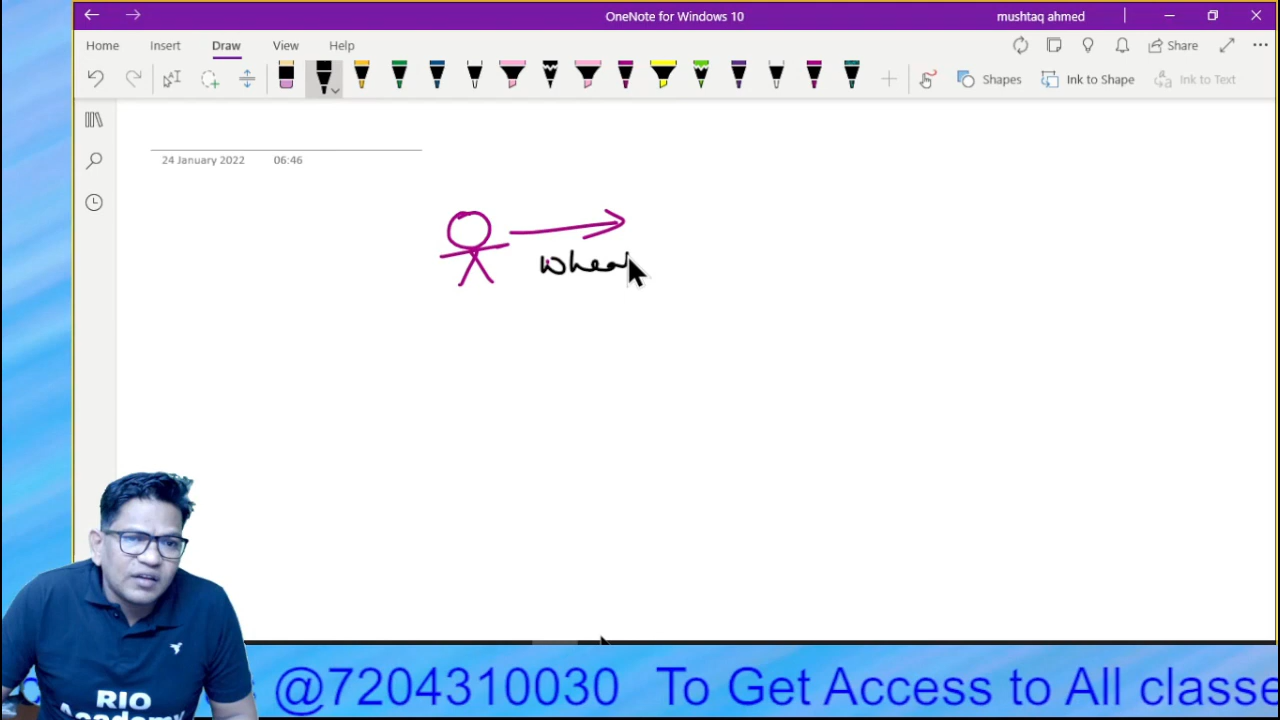 OneNote for Windows 10
mushtaq ahmed
Home Insert Draw View Help
Share
Shapes Ink to Shape Ink to Text
24 January 2022 06:46
@7204310030 To Get Access to All classe
RIO
Academy